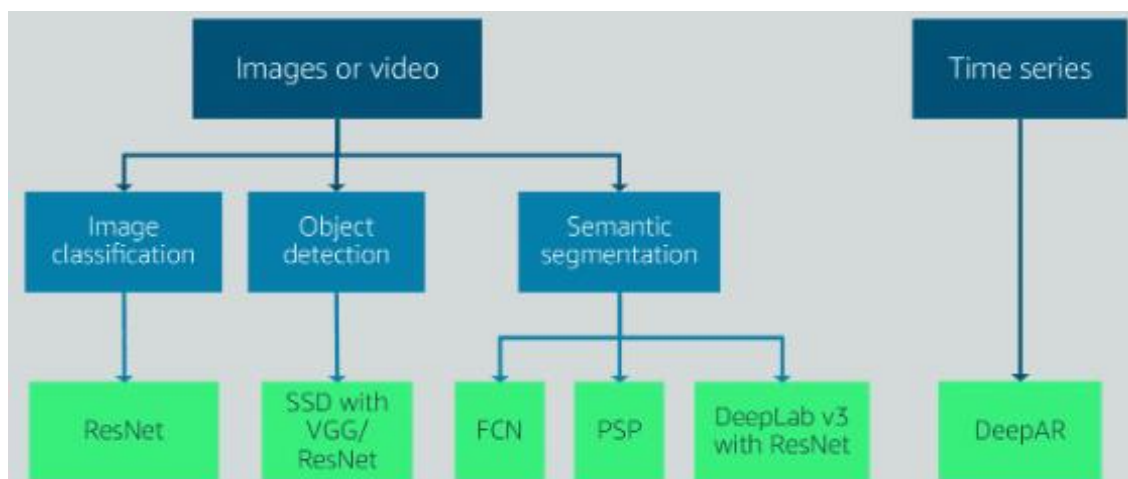 Images or video
Time series
Image
classification
Object
detection
Semantic
segmentation
ResNet
SSD with
VGG/
ResNet
FCN
PSP
DeepLab v3
with ResNet
DeepAR